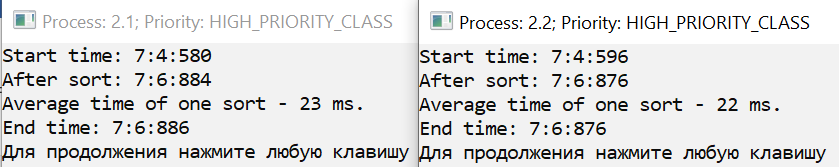 Process: 2.1; Priority: HIGH_PRIORITY_CLASS
Start time: 7:4:580
After sort: 7:6:884
Average time of one sort - 23 ms.
End time: 7:6:886
Для продолжения нажмите любую клавишу
Process: 2.2; Priority: HIGH_PRIORITY_CLASS
Start time: 7:4:596
After sort: 7:6:876
Average time of one sort - 22 ms.
End time: 7:6:876
Для продолжения нажмите любую клавишу